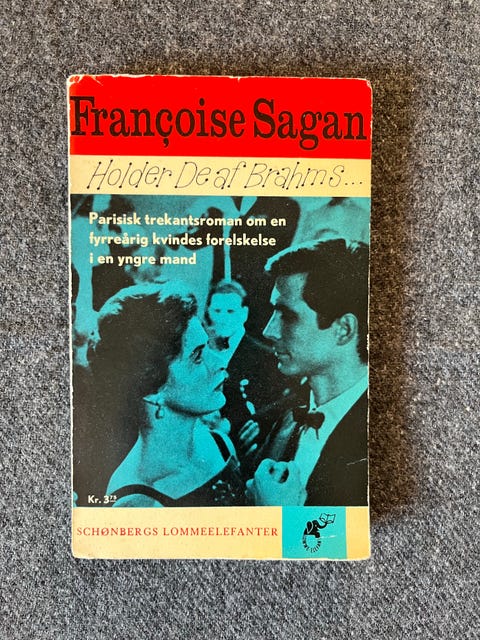 Françoise Sagan
Holder De af Brahms...
Parisisk trekantsroman om en
fyrreårig kvindes forelskelse
i en yngre mand
Kr. 3.75
SCHØNBERGS LOMMEELEFANTER